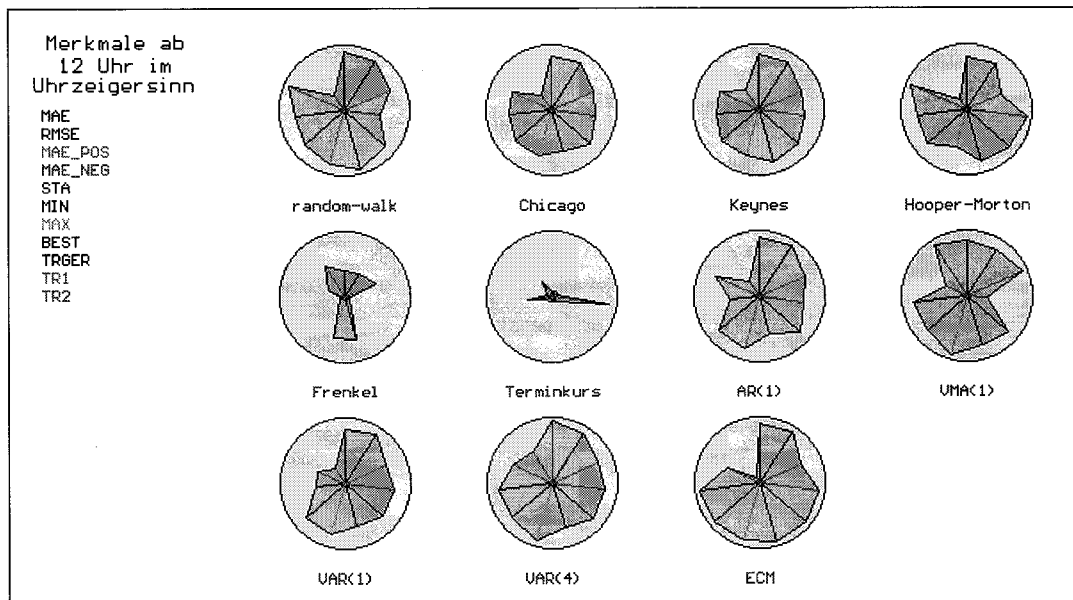 Merkmale ab
12 Uhr im
Uhrzeigersinn
MAE
RMSE
MAE_POS
MAE_NEG
STA
MIN
MAX
BEST
TRGER
TR1
TR2
random-walk
Chicago
Keynes
Hooper-Morton
Frenkel
Terminkurs
AR(1)
VMA(1)
VAR(1)
VAR(4)
ECM